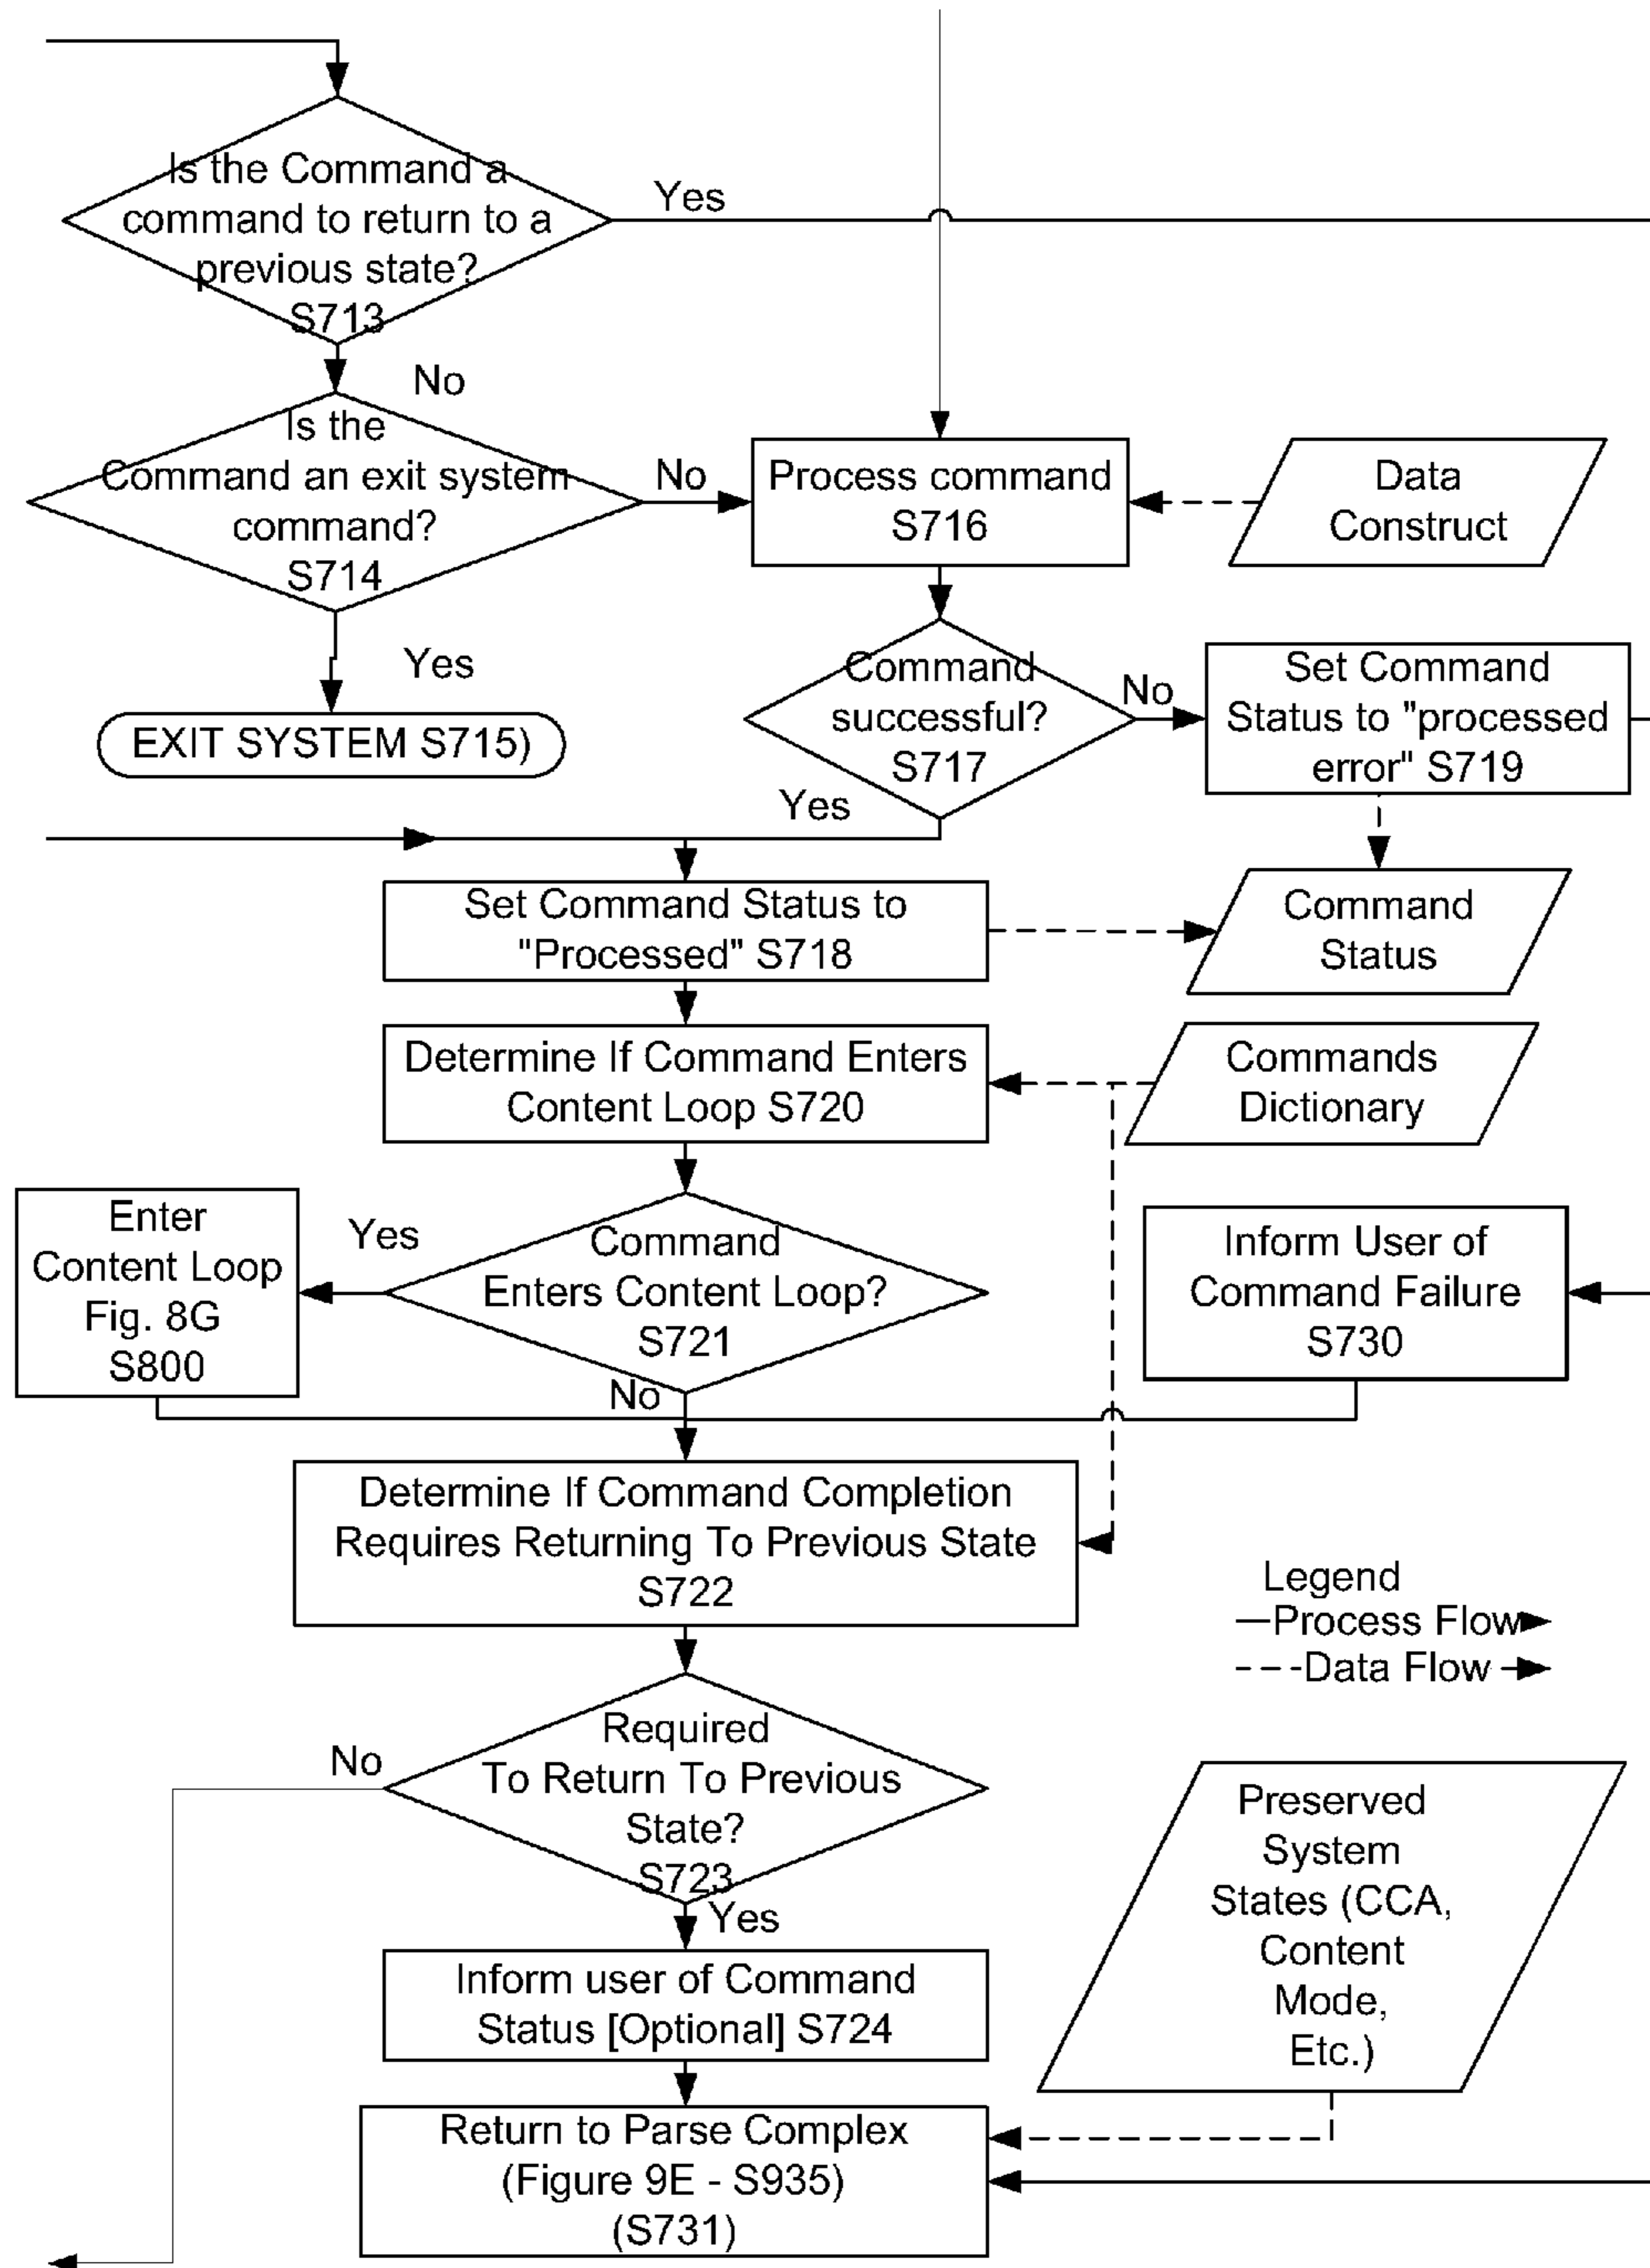 Is the Command a
command to return to a
previous state?
S713
Yes
No
Is the
Command an exit system
command?
S714
No
Process command
S716
Data
Construct
Yes
EXIT SYSTEM S715)
Command
successful?
S717
No
Set Command
Status to "processed
error" S719
Yes
Set Command Status to
"Processed" S718
Command
Status
Determine If Command Enters
Content Loop S720
Commands
Dictionary
Enter
Content Loop
Fig. 8G
S800
Yes
Command
Enters Content Loop?
S721
No
Inform User of
Command Failure
S730
Determine If Command Completion
Requires Returning To Previous State
S722
Legend
Process Flow
Data Flow
No
Required
To Return To Previous
State?
S723
Yes
Preserved
System
States (CCA,
Content
Mode,
Etc.)
Inform user of Command
Status [Optional] S724
Return to Parse Complex
(Figure 9E - S935)
(S731)